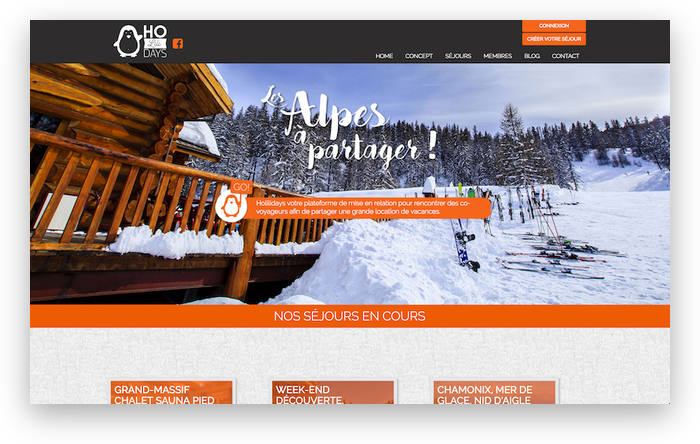 HO
DAYS
CONNEXION
CRÉER VOTRE SÉJOUR
HOME CONCEPT SÉJOURS MEMBRES BLOG CONTACT
Les Alpes
à
partager !
GO!
Holilidays votre plateforme de mise en relation pour rencontrer des co-
voyageurs afin de partager une grande location de vacances.
NOS SÉJOURS EN COURS
GRAND-MASSIF
CHALET SAUNA PIED
WEEK-END
DÉCOUVERTE,
CHAMONIX, MER DE
GLACE, NID D'AIGLE